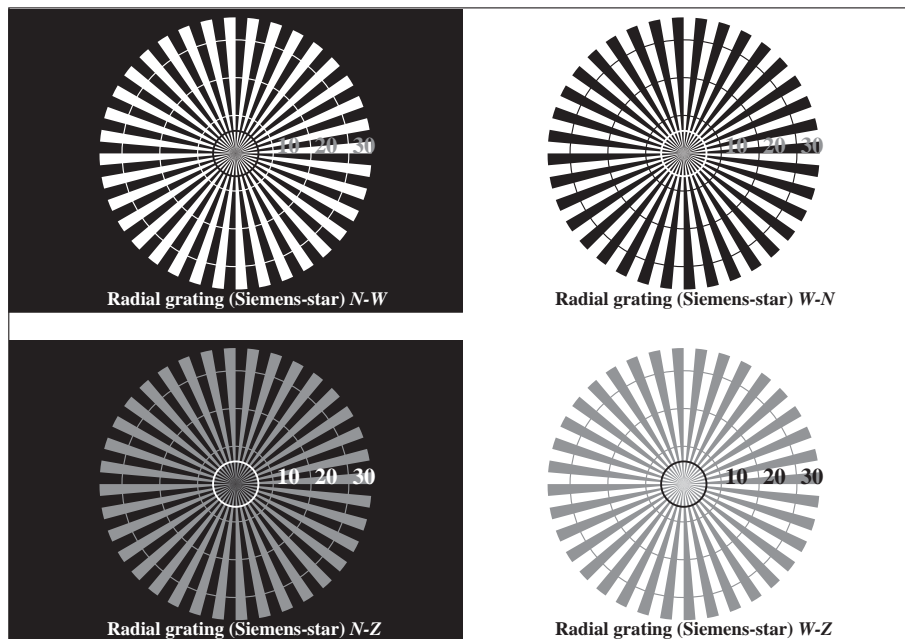 10 20 30
Radial grating (Siemens-star) N-W
10 20 30
Radial grating (Siemens-star) W-N
10 20 30
Radial grating (Siemens-star) N-Z
10 20 30
Radial grating (Siemens-star) W-Z